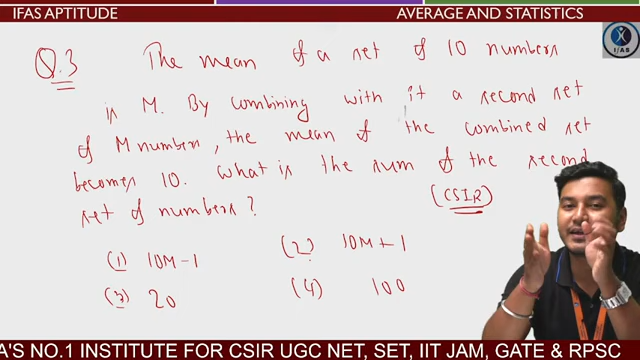 IFAS APTITUDE
AVERAGE AND STATISTICS
IFAS
Q.3 The mean of a set of 10 numbers
is M. By combining with it a second set
of M numbers, the mean of the combined set
becomes 10. What is the sum of the second
set of numbers?
(CSIR)
(1) 10M-1
(2) 10M+1
(3) 20
(4) 100
A'S NO.1 INSTITUTE FOR CSIR UGC NET, SET, IIT JAM, GATE & RPSC